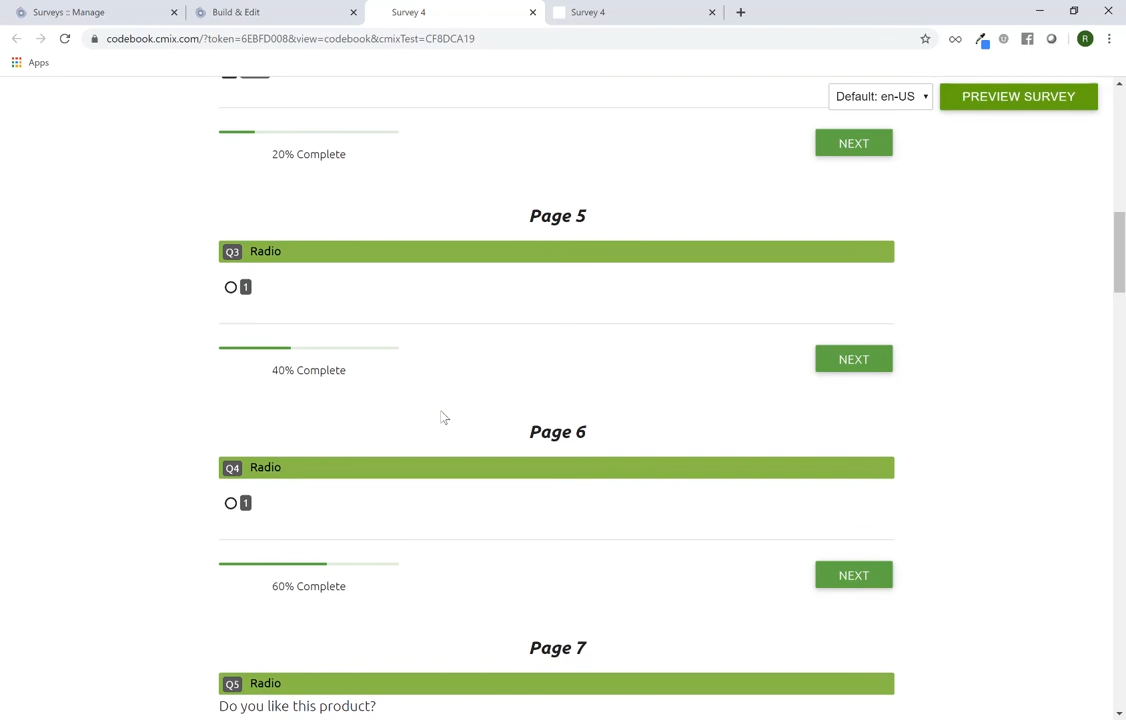 Surveys :: Manage
Build & Edit
Survey 4
Survey 4
codebook.cmix.com/?token=6EBFD008&view=codebook&cmixTest=CF8DCA19
R
Apps
Default: en-US
PREVIEW SURVEY
20% Complete
NEXT
Page 5
Q3 Radio
1
40% Complete
NEXT
Page 6
Q4 Radio
1
60% Complete
NEXT
Page 7
Q5 Radio
Do you like this product?